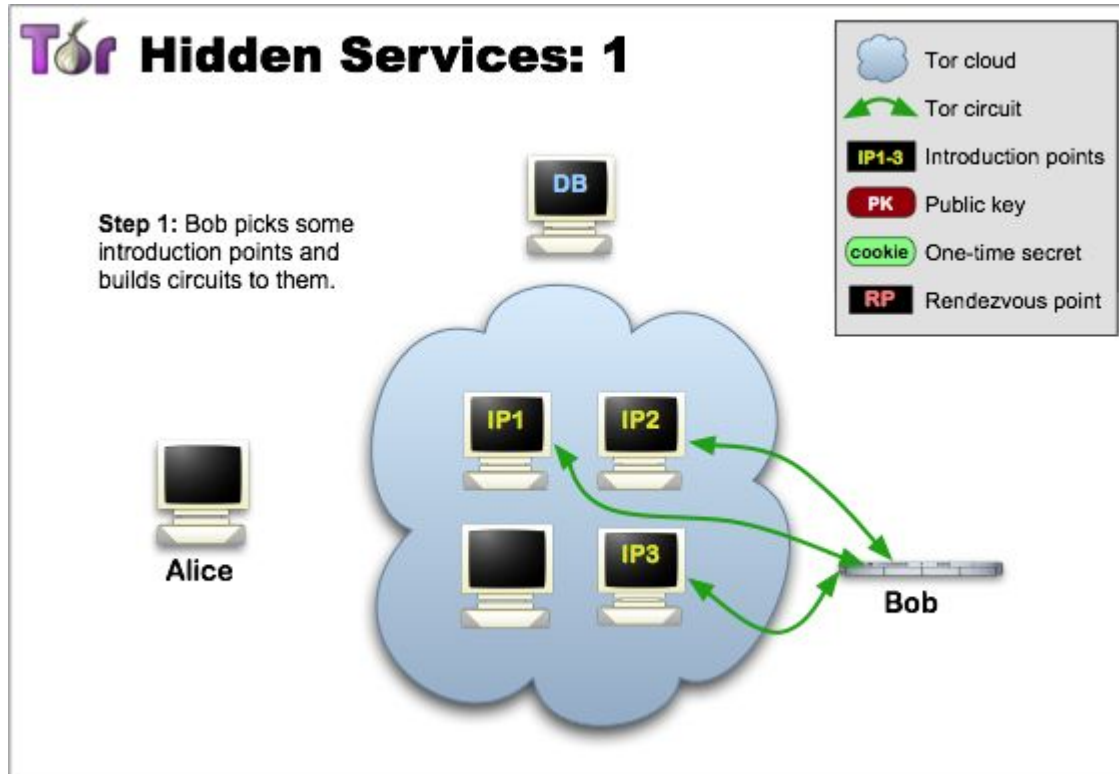 Tor Hidden Services: 1
Tor cloud
Tor circuit
IP1-3 Introduction points
PK Public key
cookie One-time secret
RP Rendezvous point
DB
Step 1: Bob picks some
introduction points and
builds circuits to them.
IP1 IP2
IP3
Alice
Bob